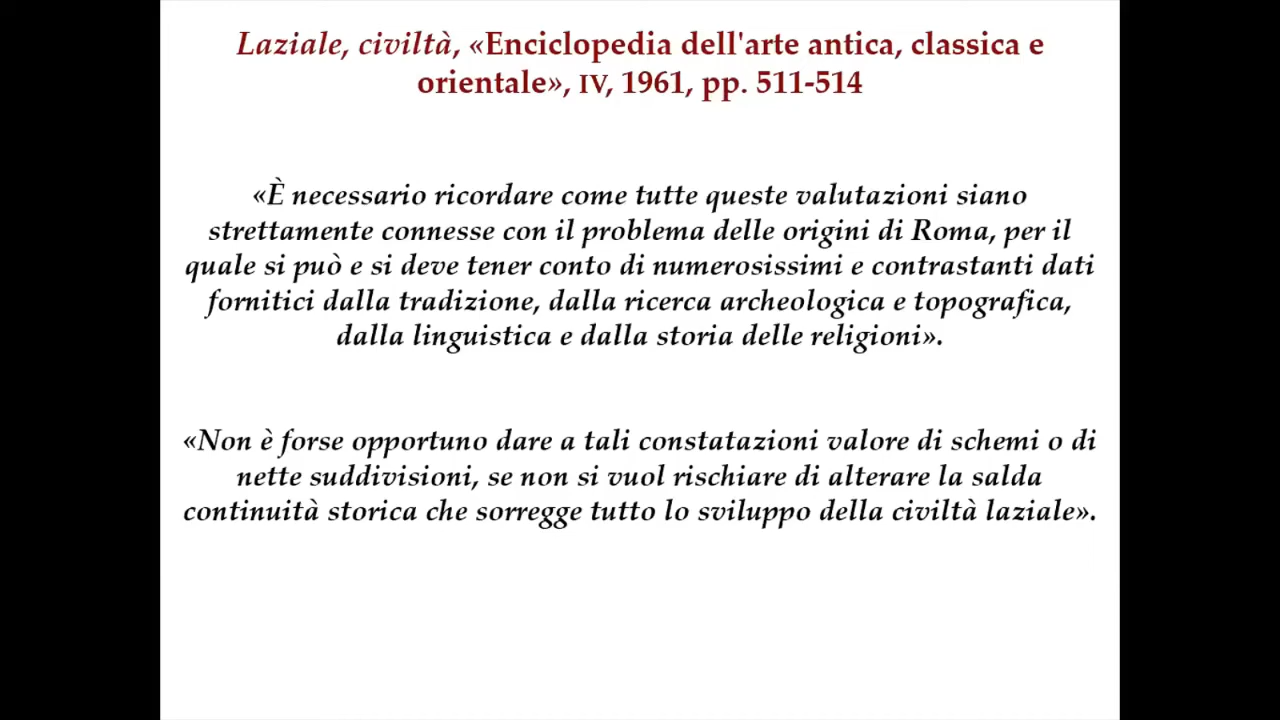 Laziale, civiltà, «Enciclopedia dell'arte antica, classica e
orientale», IV, 1961, pp. 511-514
«È necessario ricordare come tutte queste valutazioni siano
strettamente connesse con il problema delle origini di Roma, per il
quale si può e si deve tener conto di numerosissimi e contrastanti dati
fornitici dalla tradizione, dalla ricerca archeologica e topografica,
dalla linguistica e dalla storia delle religioni».
«Non è forse opportuno dare a tali constatazioni valore di schemi o di
nette suddivisioni, se non si vuol rischiare di alterare la salda
continuità storica che sorregge tutto lo sviluppo della civiltà laziale».